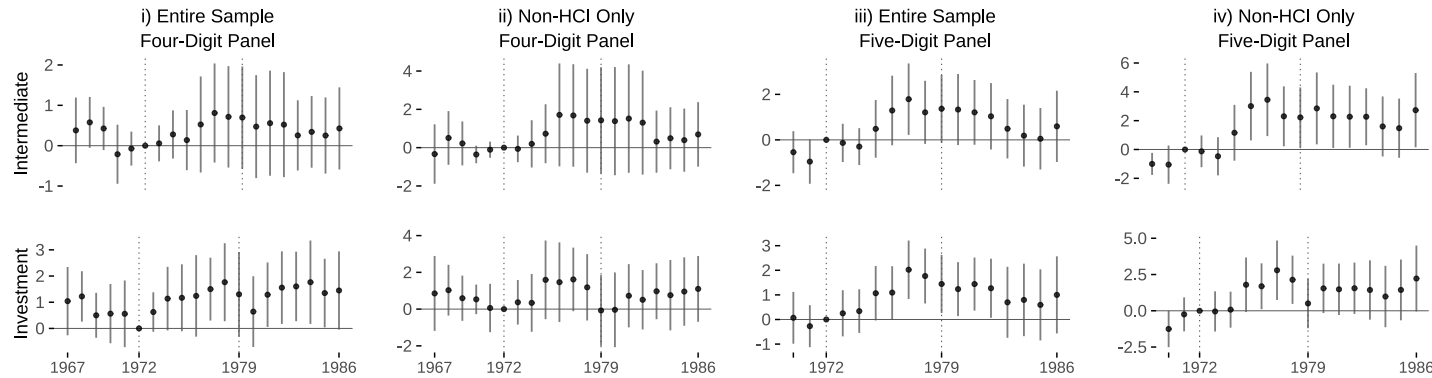 i) Entire Sample
Four-Digit Panel
ii) Non-HCI Only
Four-Digit Panel
iii) Entire Sample
Five-Digit Panel
iv) Non-HCI Only
Five-Digit Panel
Intermediate
2
1
0
-1
4
2
0
-2
2
0
-2
6
4
2
0
-2
Investment
3
2
1
0
4
2
0
-2
3
2
1
0
-1
5.0
2.5
0.0
-2.5
1967 1972 1979 1986
1967 1972 1979 1986
1972 1979 1986
1972 1979 1986